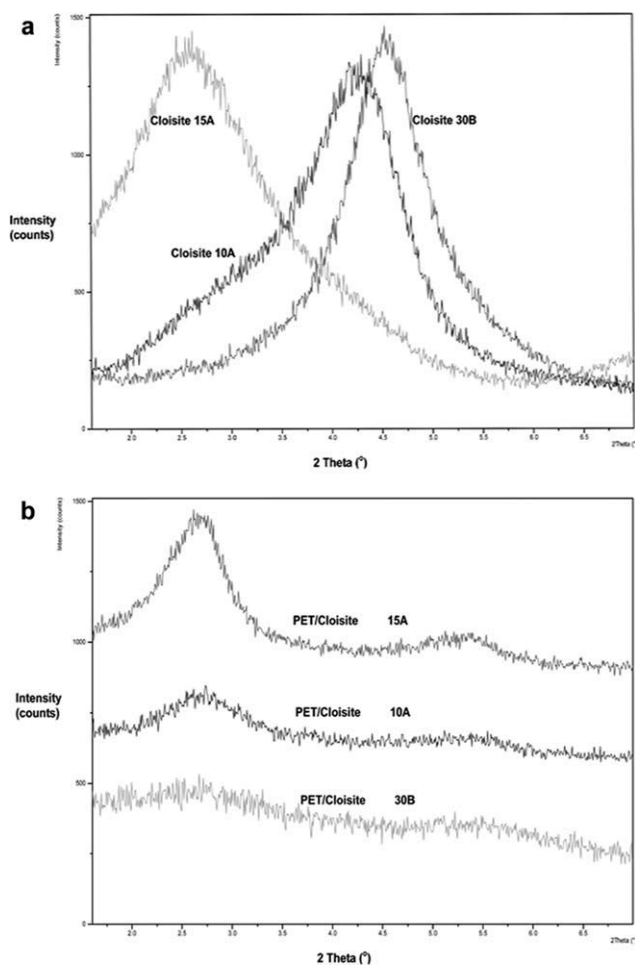 a
1500
Intensity (counts)
Cloisite 15A
Cloisite 30B
1000
Intensity
(counts)
Cloisite 10A
500
0
2.0 2.5 3.0 3.5 4.0 4.5 5.0 5.5 6.0 6.5
2Theta (°
2 Theta (°)
b
1500
Intensity (counts)
PET/Cloisite 15A
1000
Intensity
(counts)
PET/Cloisite 10A
500
PET/Cloisite 30B
0
2.0 2.5 3.0 3.5 4.0 4.5 5.0 5.5 6.0 6.5
2Theta (°
2 Theta (°)